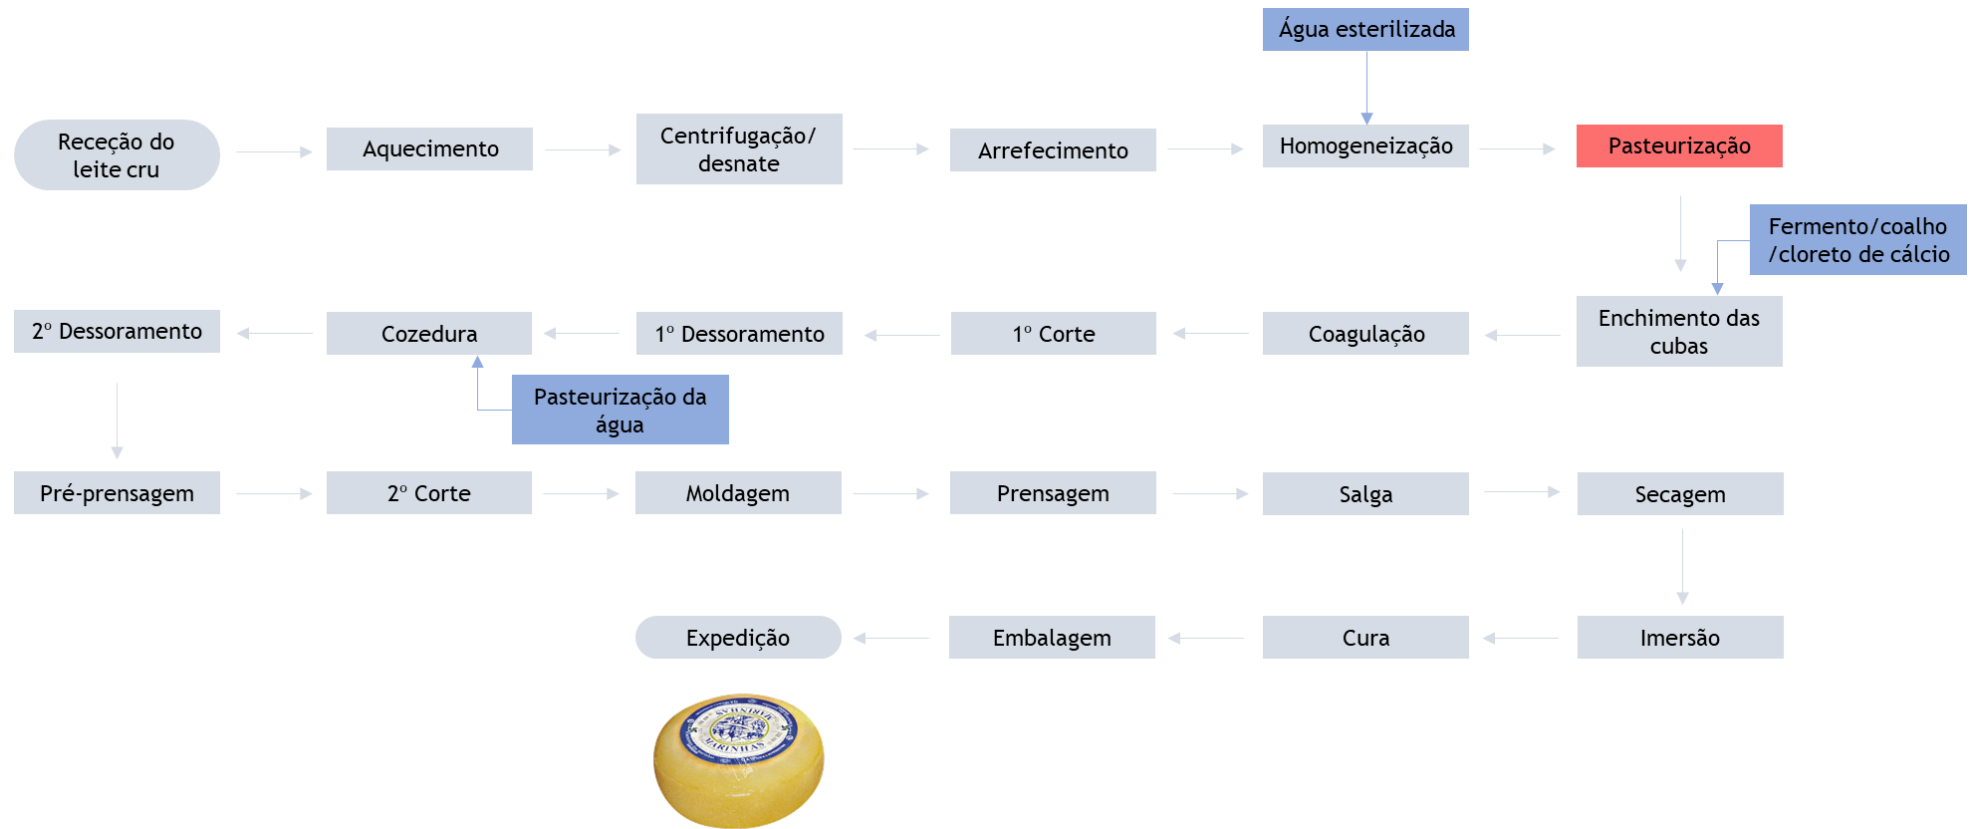 Água esterilizada
Receção do
leite cru
Aquecimento
Centrifugação/
desnate
Arrefecimento
Homogeneização
Pasteurização
Fermento/coalho
/cloreto de cálcio
2º Dessoramento
Cozedura
1º Dessoramento
1º Corte
Coagulação
Enchimento das
cubas
Pasteurização da
água
Pré-prensagem
2º Corte
Moldagem
Prensagem
Salga
Secagem
Expedição
Embalagem
Cura
Imersão
MARINHAS
MARINHAS